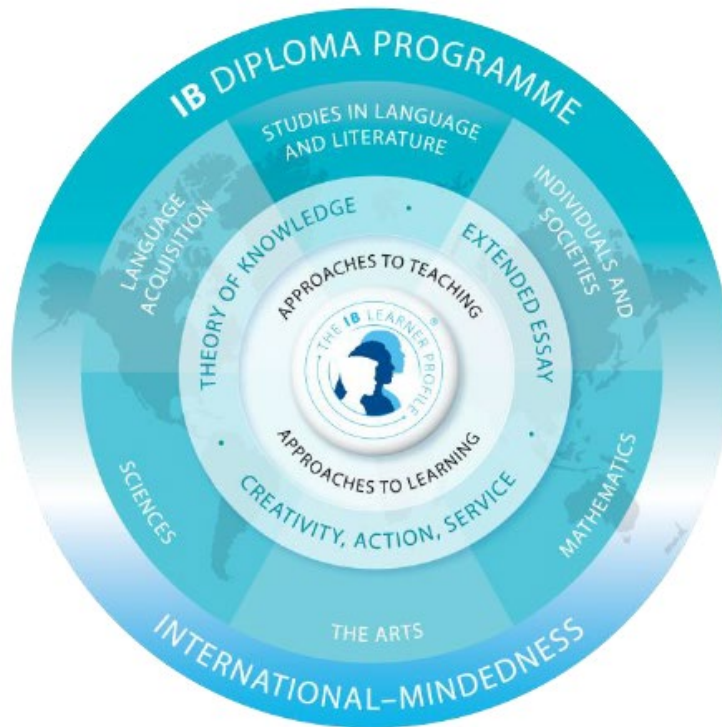 IB DIPLOMA PROGRAMME
STUDIES IN LANGUAGE
AND LITERATURE
LANGUAGE
ACQUISITION
INDIVIDUALS AND
SOCIETIES
THEORY OF KNOWLEDGE
•
EXTENDED ESSAY
APPROACHES TO TEACHING
• THE IB LEARNER PROFILE •
®
APPROACHES TO LEARNING
•
•
CREATIVITY, ACTION, SERVICE
SCIENCES
MATHEMATICS
THE ARTS
INTERNATIONAL–MINDEDNESS